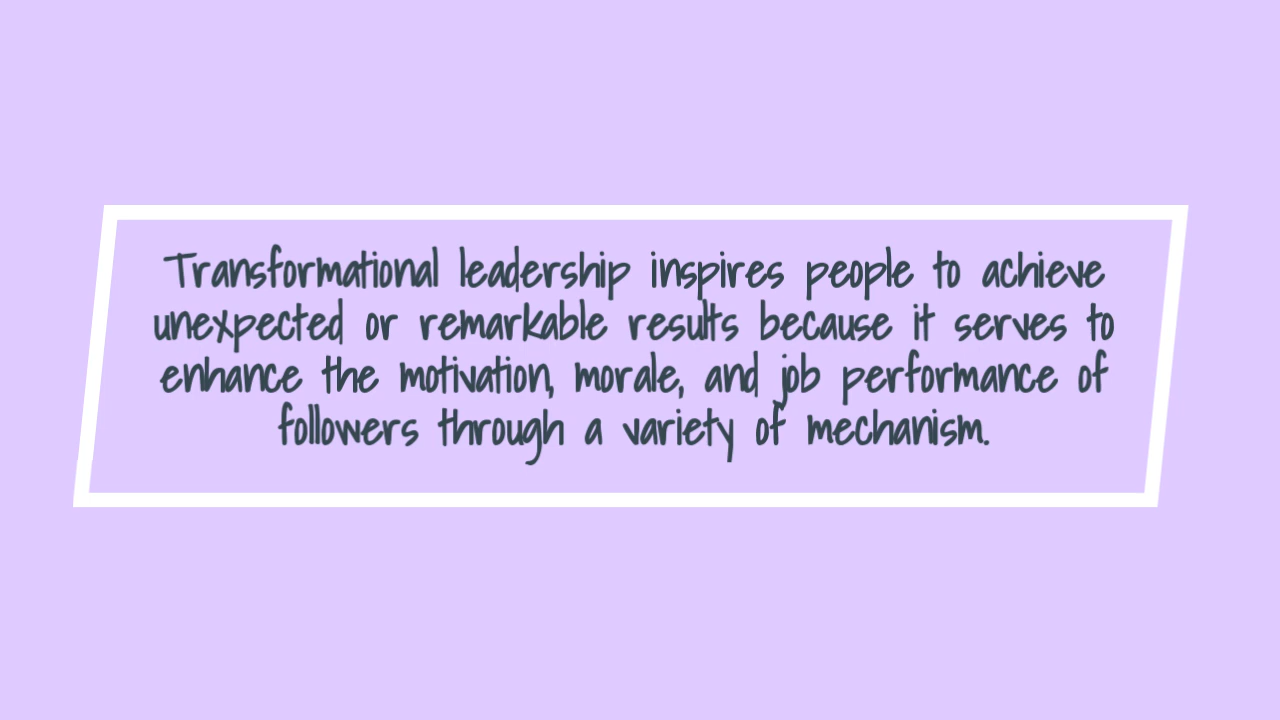 Transformational leadership inspires people to achieve
unexpected or remarkable results because it serves to
enhance the motivation, morale, and job performance of
followers through a variety of mechanism.